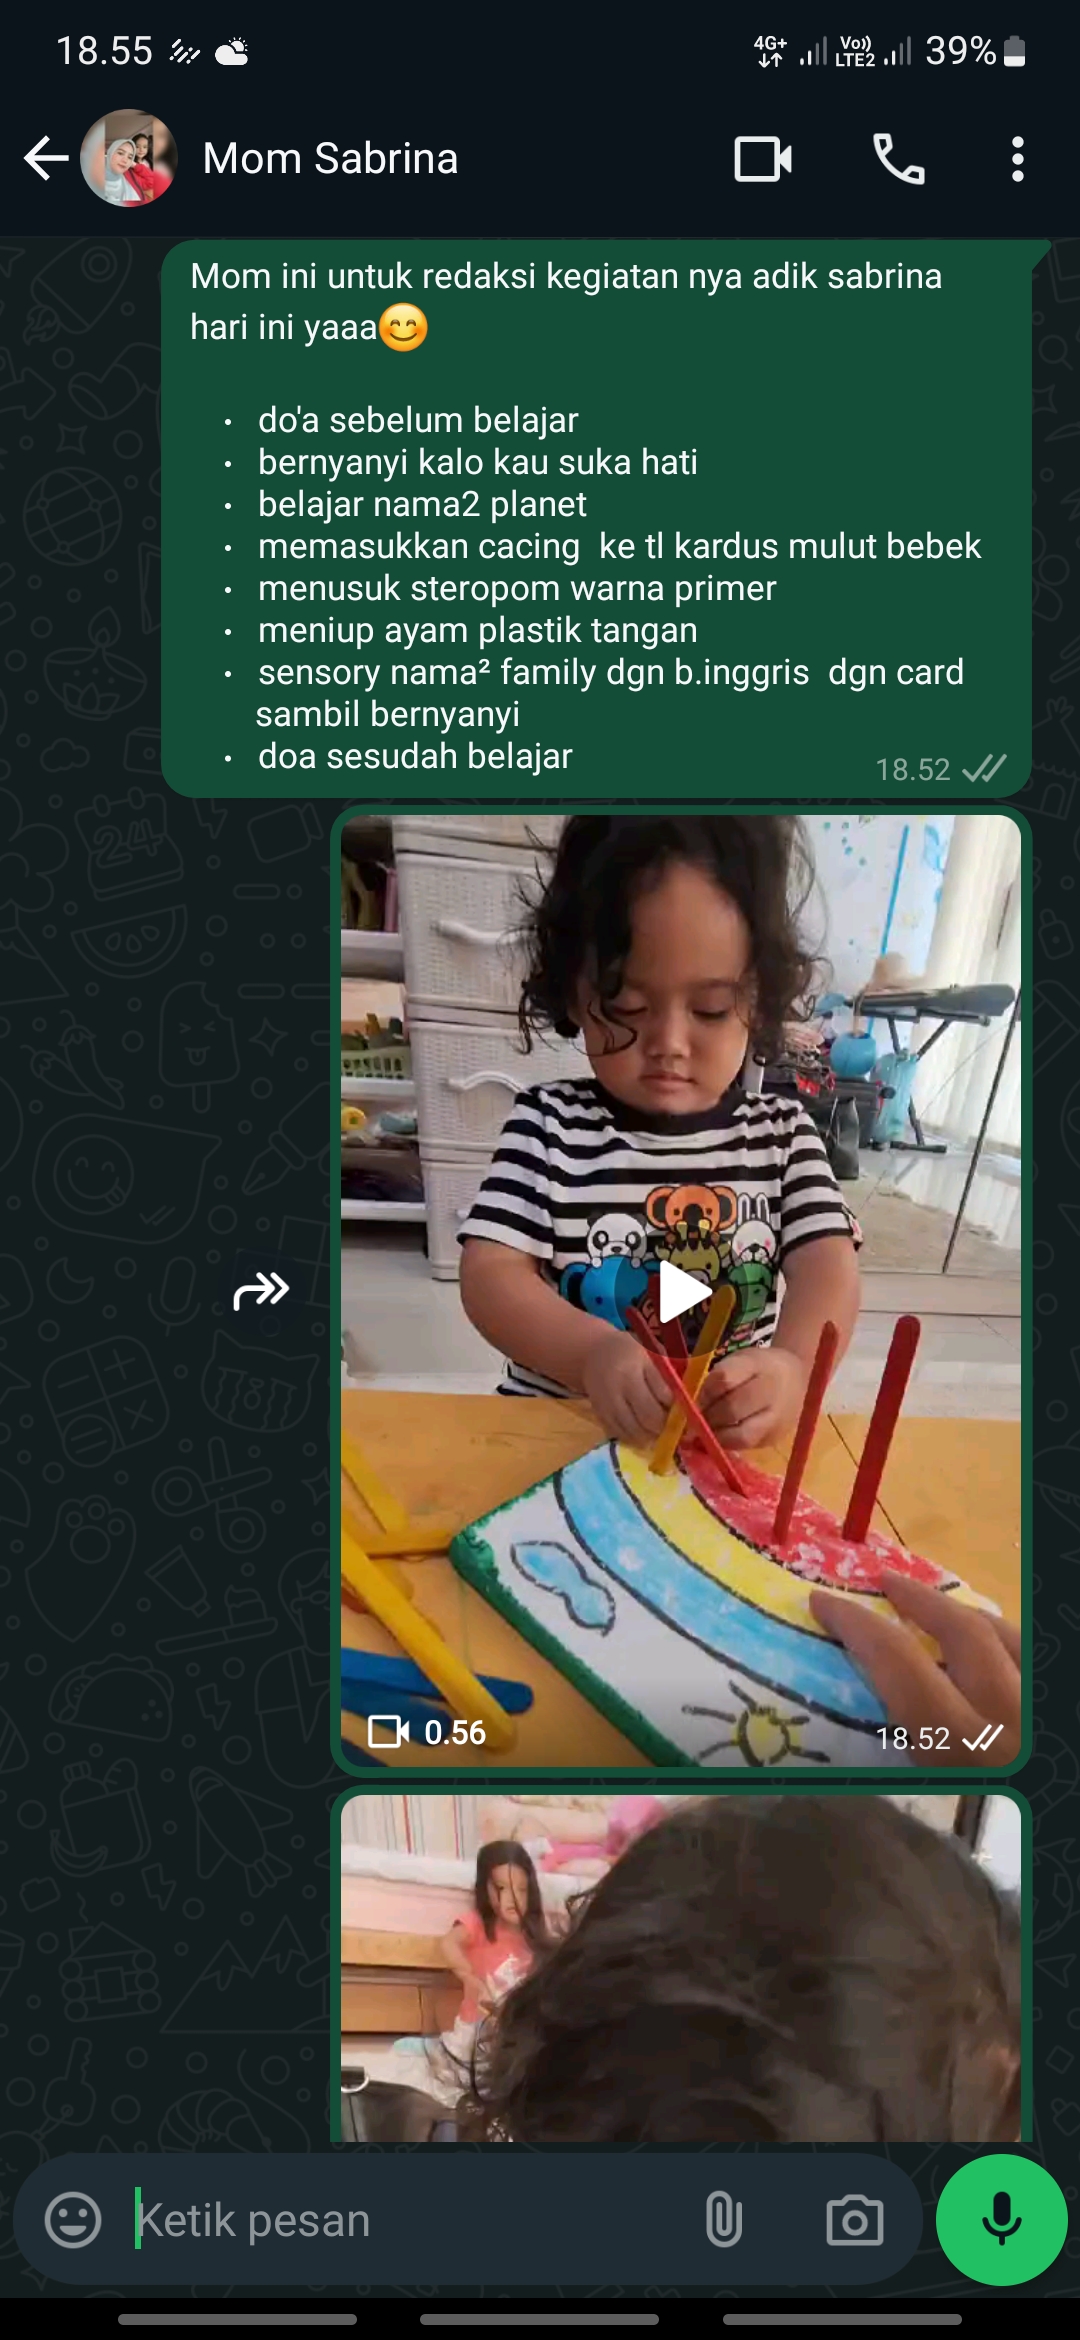 18.55
4G+
Vo))
LTE2
39%
Mom Sabrina
Mom ini untuk redaksi kegiatan nya adik sabrina
hari ini yaaa😊
• do'a sebelum belajar
• bernyanyi kalo kau suka hati
• belajar nama2 planet
• memasukkan cacing  ke tl kardus mulut bebek
• menusuk steropom warna primer
• meniup ayam plastik tangan
• sensory nama² family dgn b.inggris  dgn card
sambil bernyanyi
• doa sesudah belajar
18.52
0.56
18.52
Ketik pesan